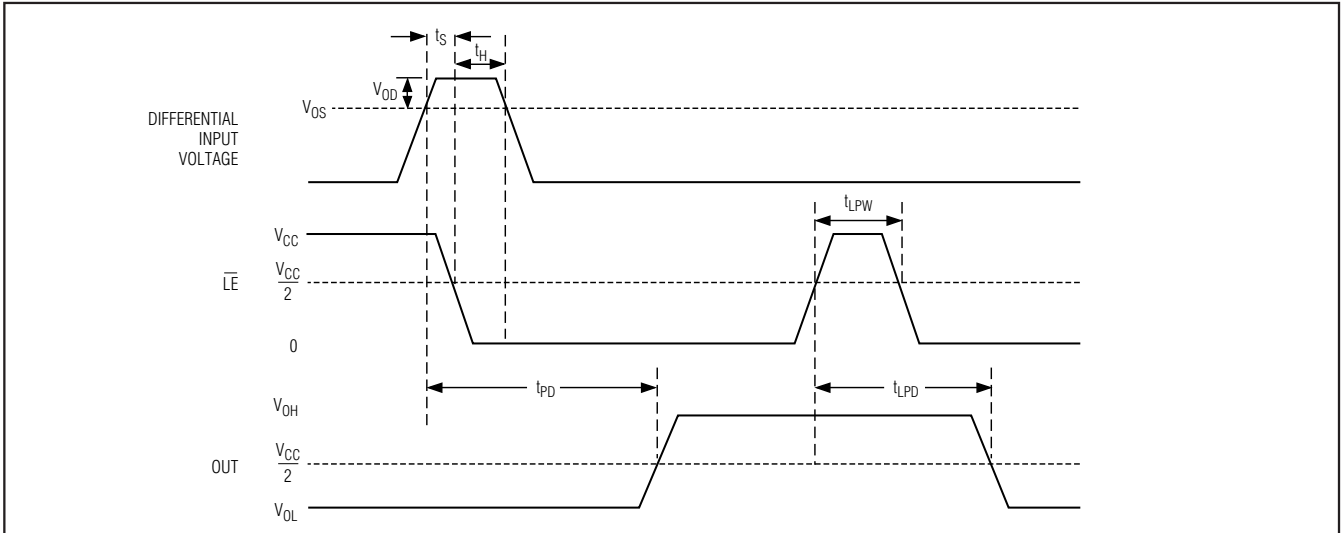 tS
tH
VOD
VOS
DIFFERENTIAL
INPUT
VOLTAGE
tLPW
VCC
L̅E̅
VCC
2
0
tPD
tLPD
VOH
OUT
VCC
2
VOL